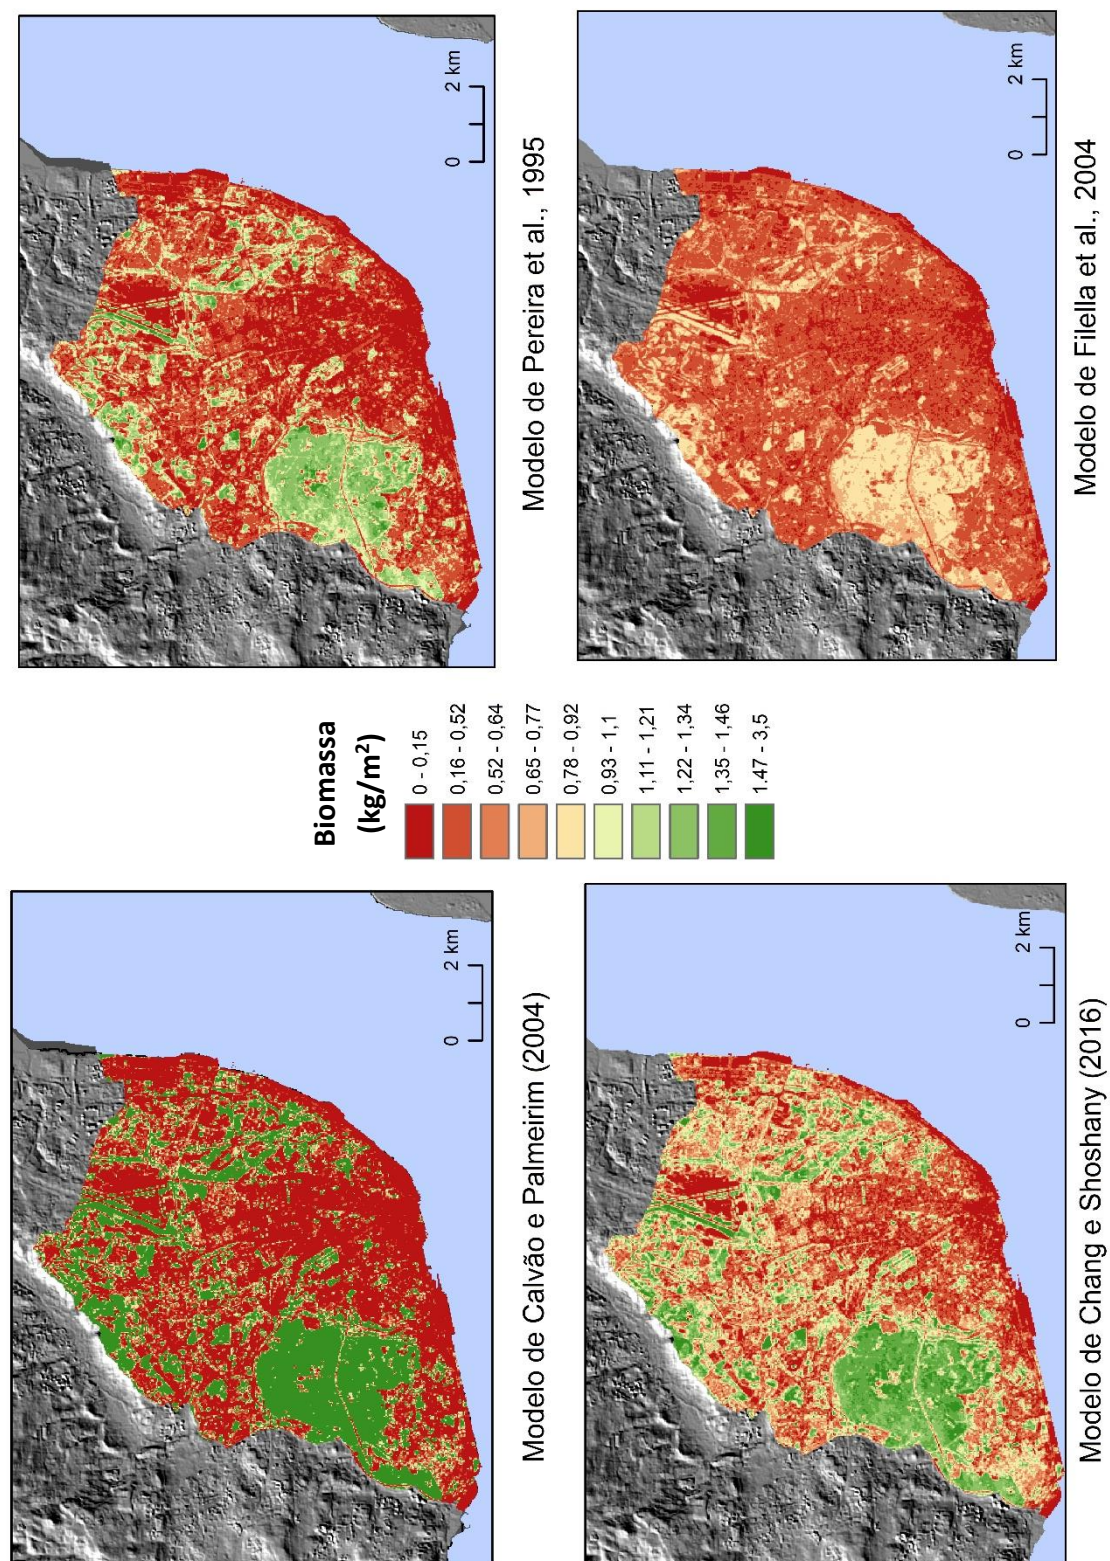 0 2 km
Modelo de Calvão e Palmeirim (2004)
0 2 km
Modelo de Pereira et al., 1995
Biomassa
(kg/m²)
0 - 0,15
0,16 - 0,52
0,52 - 0,64
0,65 - 0,77
0,78 - 0,92
0,93 - 1,1
1,11 - 1,21
1,22 - 1,34
1,35 - 1,46
1.47 - 3,5
0 2 km
Modelo de Chang e Shoshany (2016)
0 2 km
Modelo de Filella et al., 2004